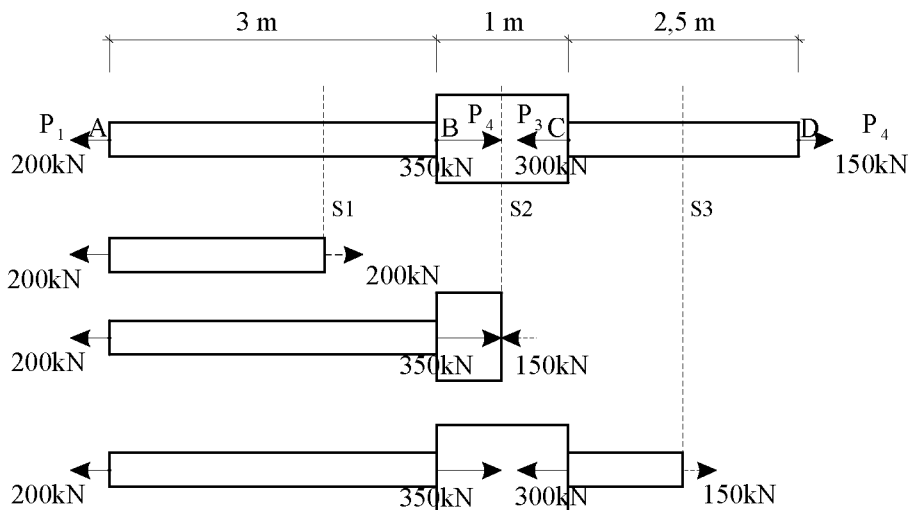 3 m 1 m 2,5 m
P1 A B P4 P3 C D P4
200kN 350kN 300kN 150kN
S1 S2 S3
200kN 200kN
200kN 350kN 150kN
200kN 350kN 300kN 150kN